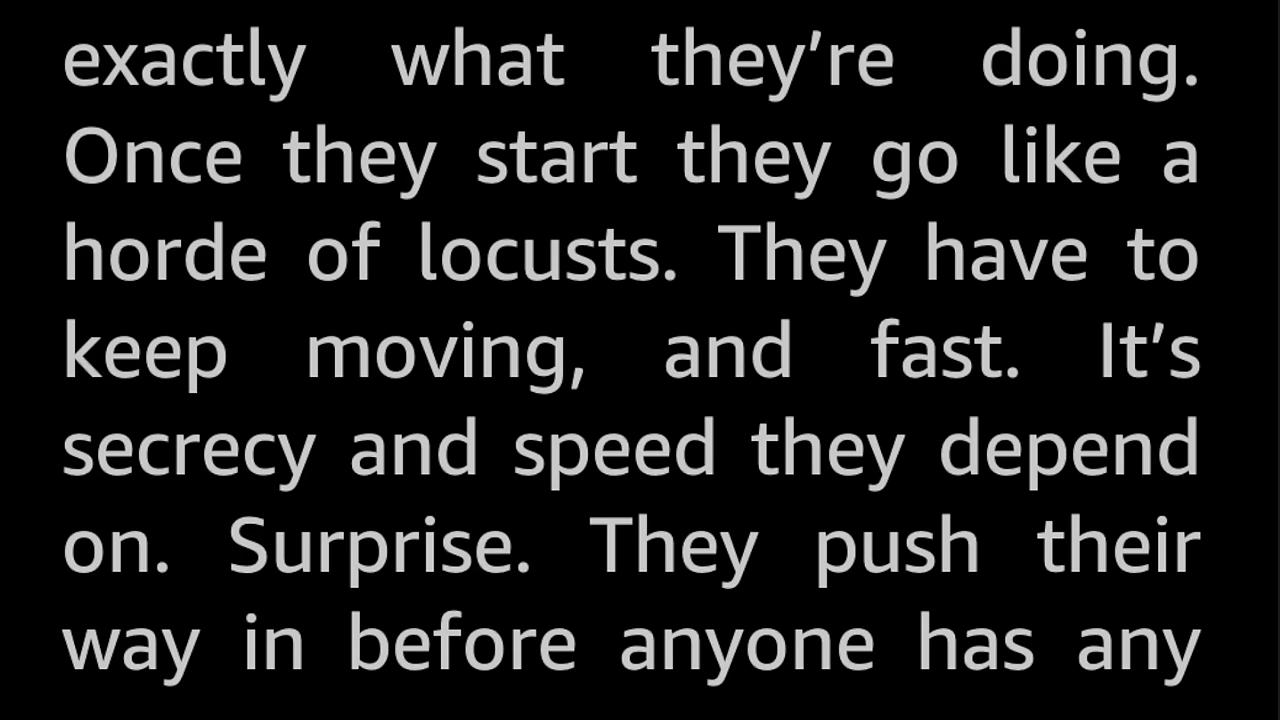 exactly what they’re doing.
Once they start they go like a
horde of locusts. They have to
keep moving, and fast. It’s
secrecy and speed they depend
on. Surprise. They push their
way in before anyone has any